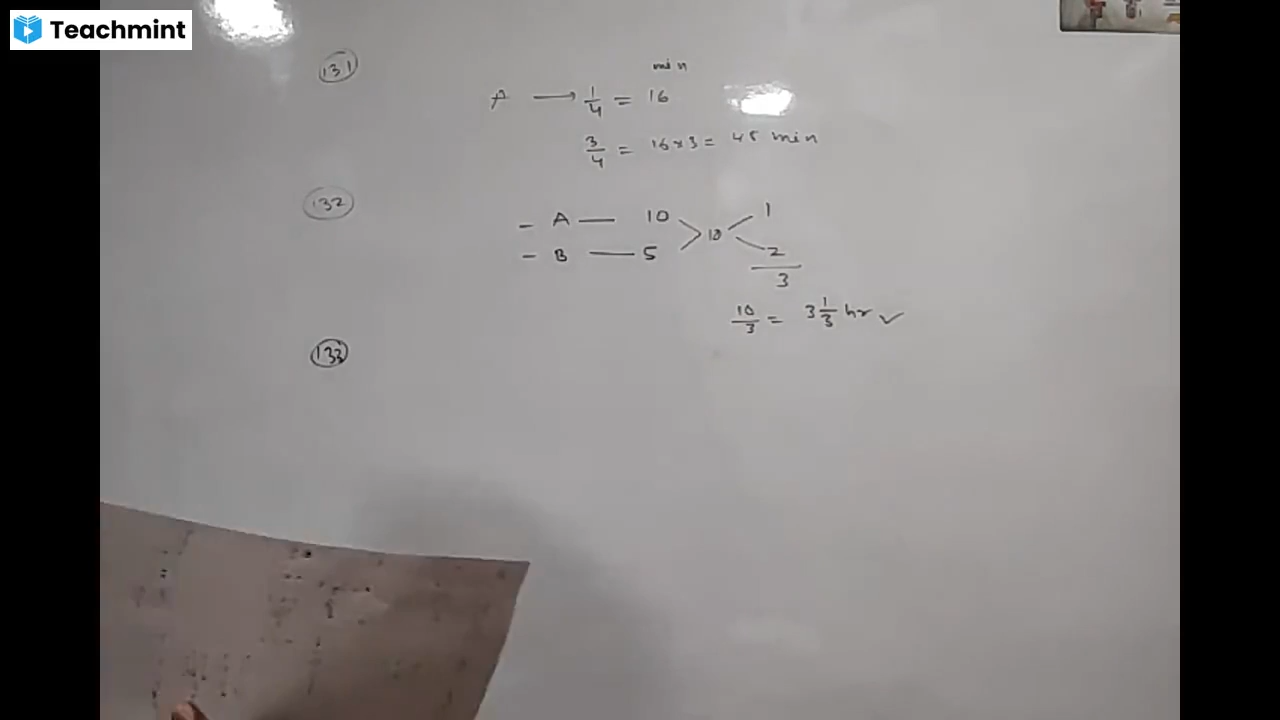 Teachmint
131
min
A → 1/4 = 16
3/4 = 16 x 3 = 48 min
132
- A — 10
- B — 5
10
1
2
3
10/3 = 3 1/3 hr ✓
133